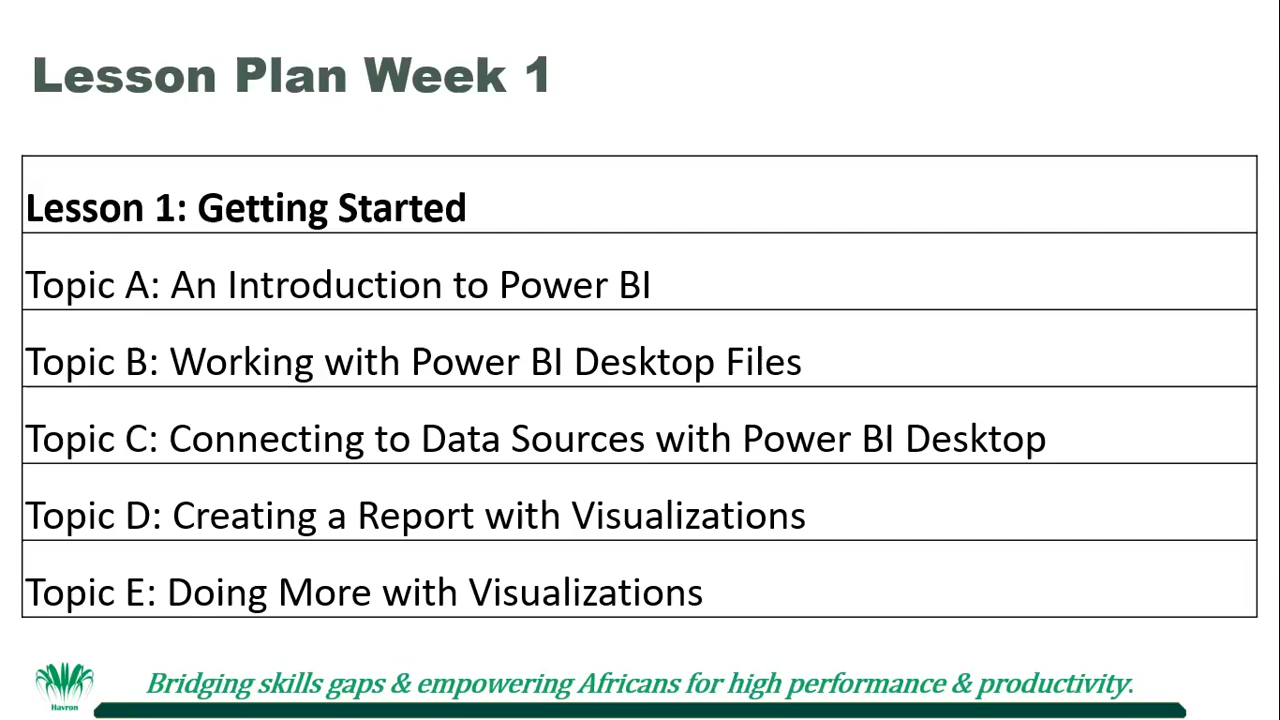 Lesson Plan Week 1
Lesson 1: Getting Started
Topic A: An Introduction to Power BI
Topic B: Working with Power BI Desktop Files
Topic C: Connecting to Data Sources with Power BI Desktop
Topic D: Creating a Report with Visualizations
Topic E: Doing More with Visualizations
Bridging skills gaps & empowering Africans for high performance & productivity.
Havron